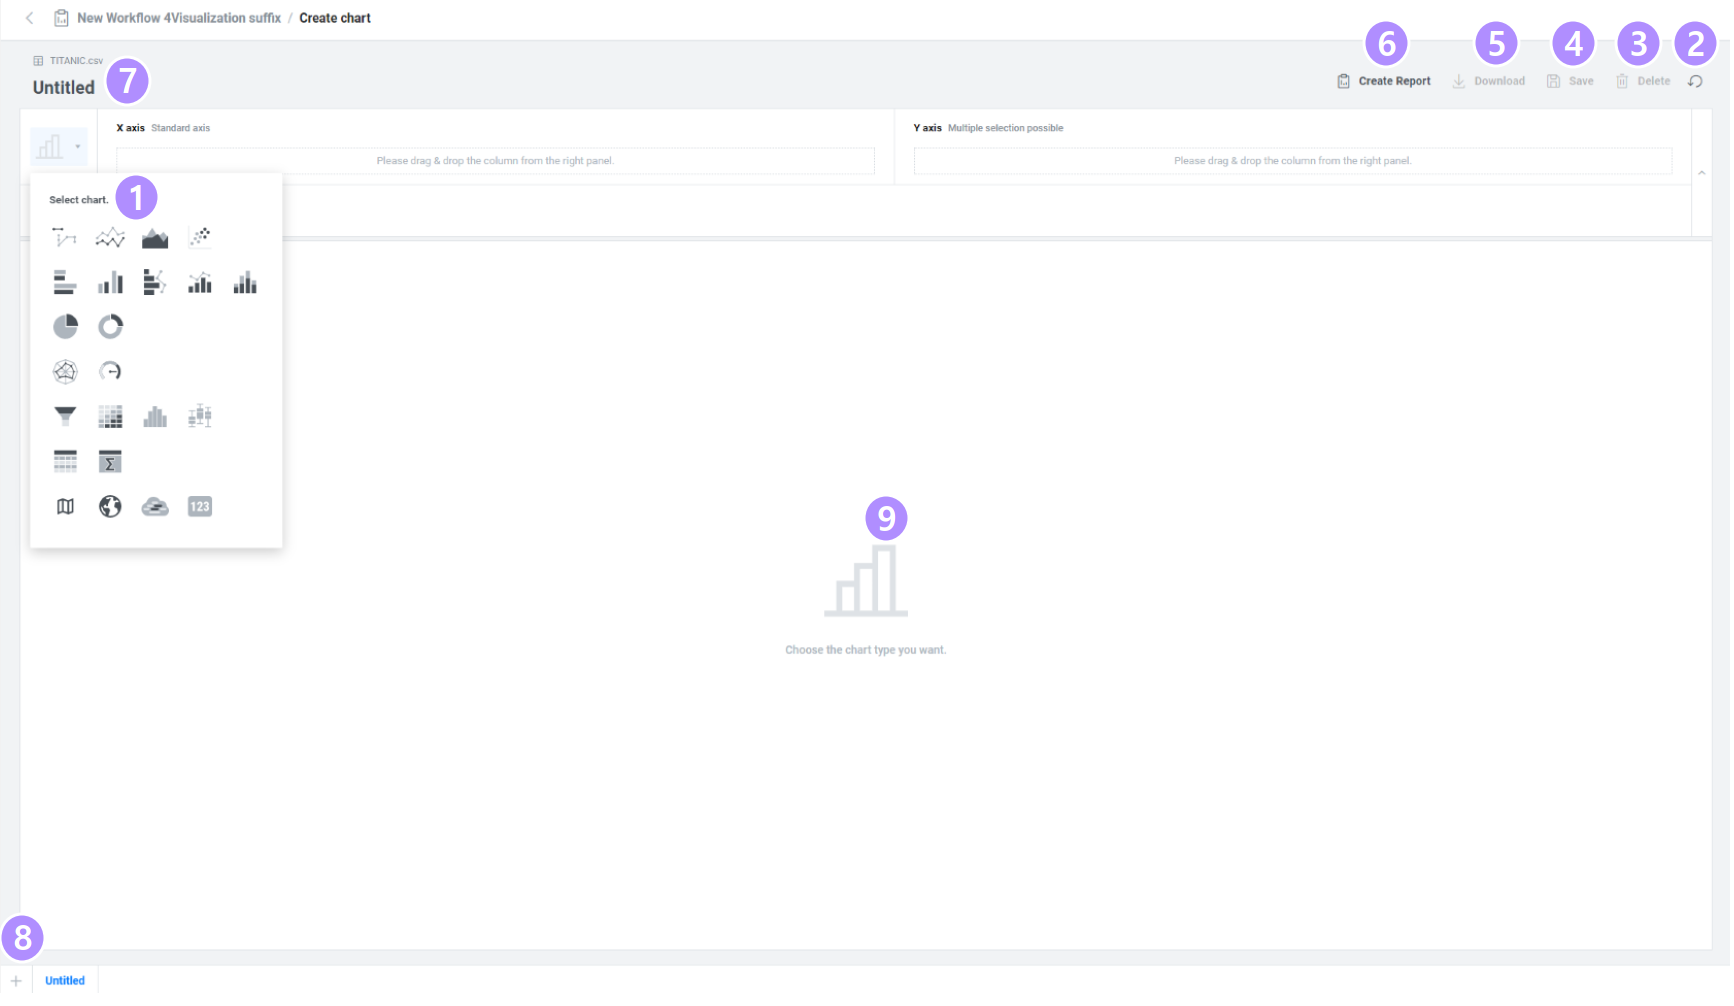 New Workflow 4Visualization suffix / Create chart
6 5 4 3 2
TITANIC.csv
Untitled 7
Create Report Download Save Delete
X axis Standard axis
Y axis Multiple selection possible
Please drag & drop the column from the right panel.
Please drag & drop the column from the right panel.
Select chart. 1
Σ
123
9
Choose the chart type you want.
8
+ Untitled